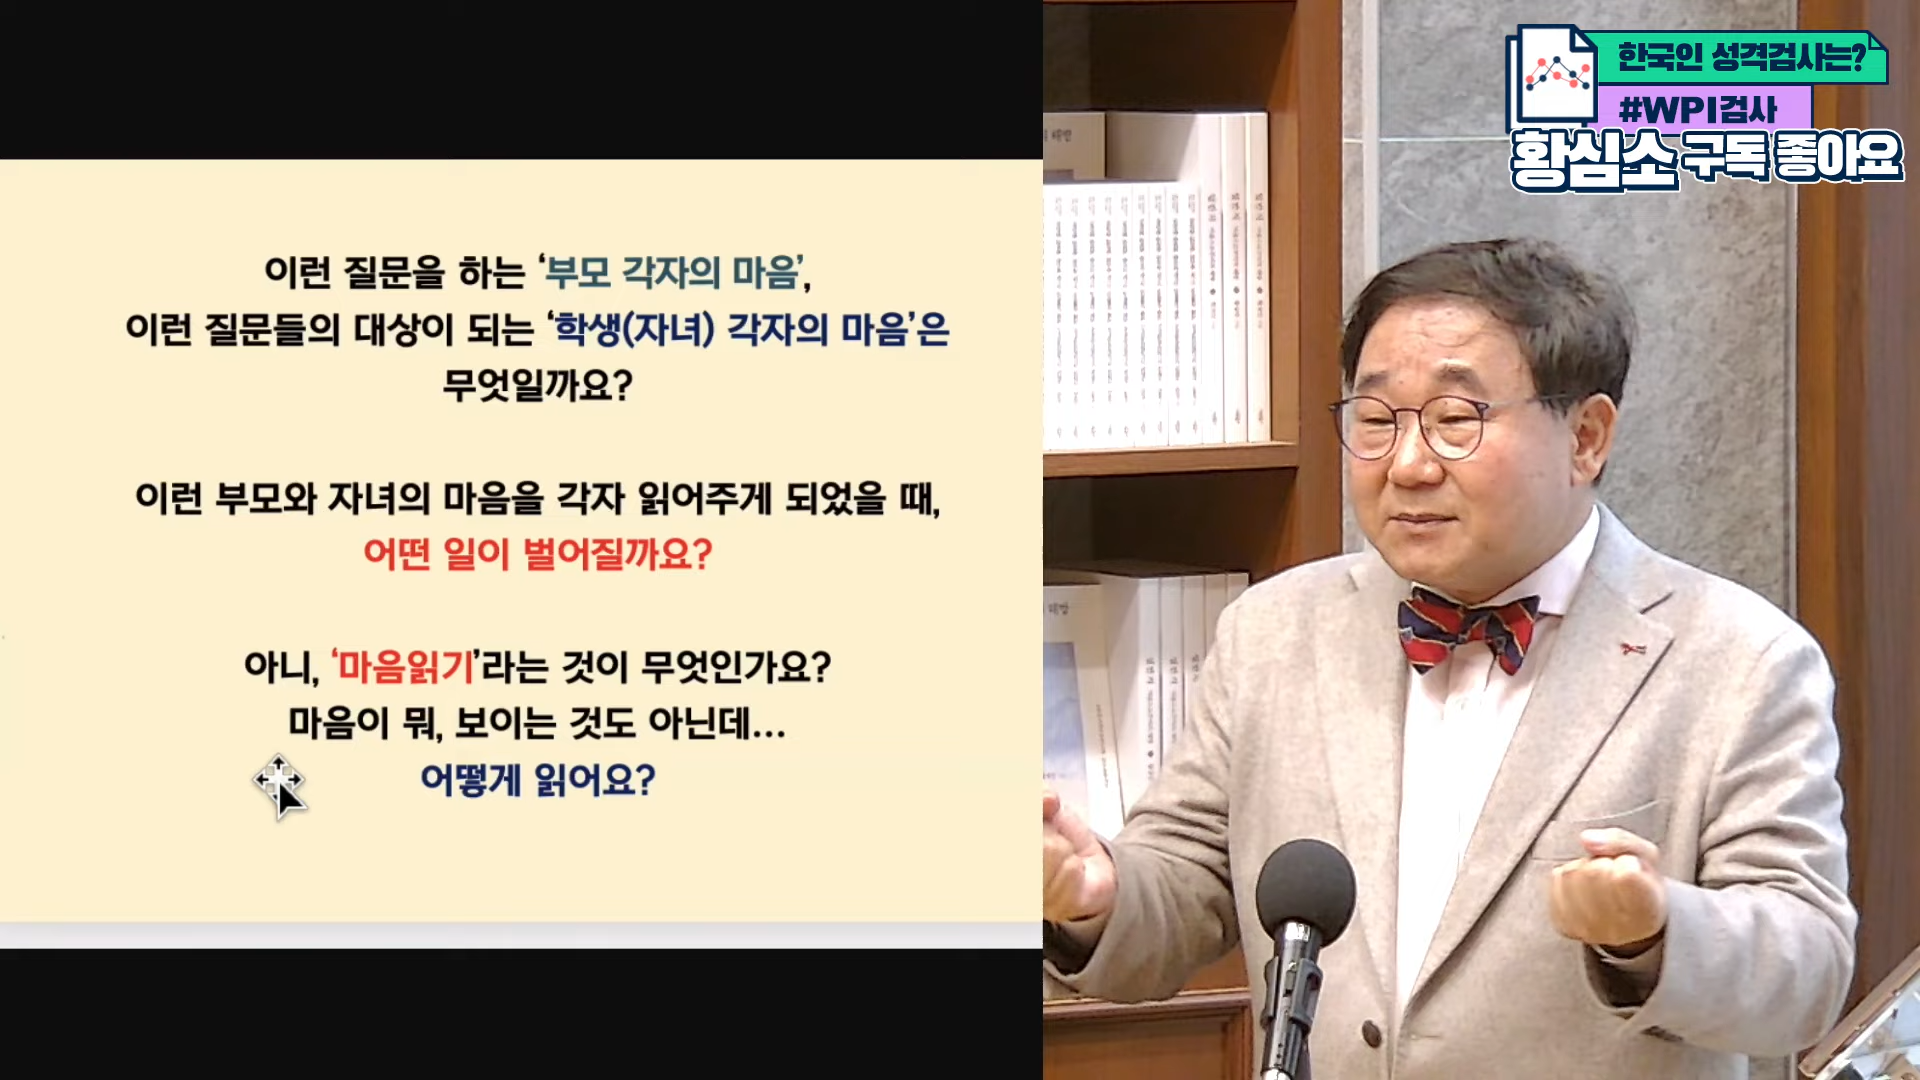 이런 질문을 하는 ‘부모 각자의 마음’,
이런 질문들의 대상이 되는 ‘학생(자녀) 각자의 마음’은
무엇일까요?
이런 부모와 자녀의 마음을 각자 읽어주게 되었을 때,
어떤 일이 벌어질까요?
아니, ‘마음읽기’라는 것이 무엇인가요?
마음이 뭐, 보이는 것도 아닌데...
어떻게 읽어요?
한국인 성격검사는?
#WPI검사
황심소 구독 좋아요